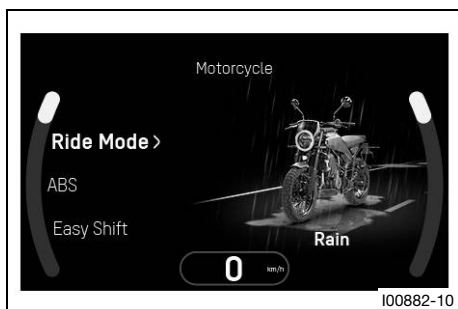 Motorcycle
Ride Mode >
ABS
Easy Shift
Rain
0 km/h
I00882-10